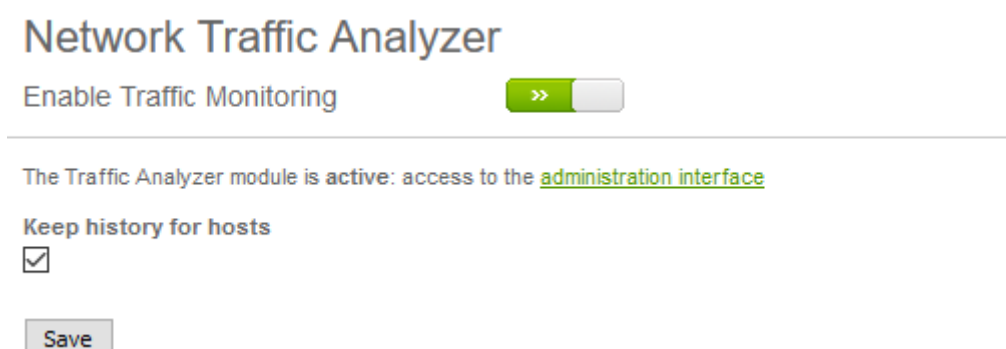 Network Traffic Analyzer
Enable Traffic Monitoring »
The Traffic Analyzer module is active: access to the administration interface
Keep history for hosts
Save